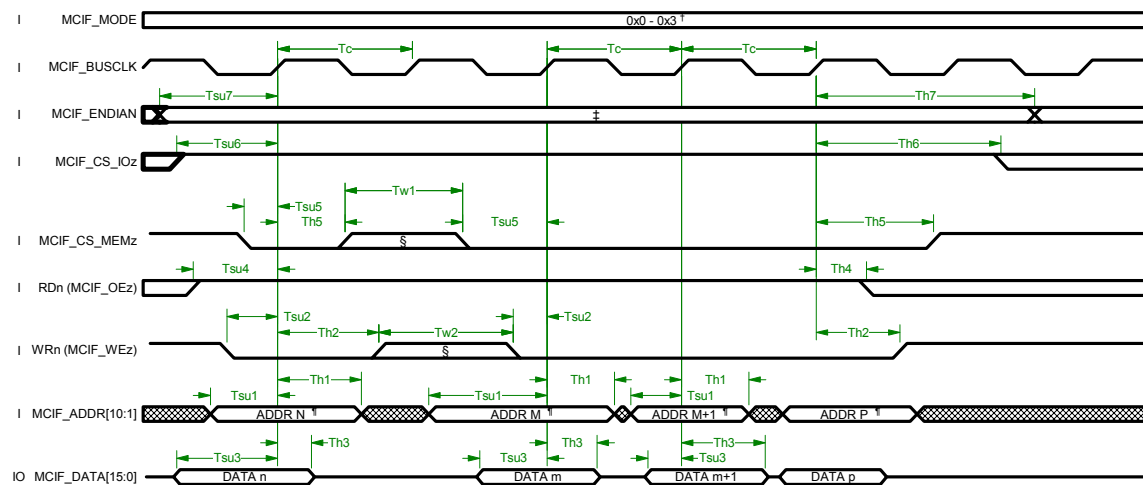 I MCIF_MODE 0x0 - 0x3 †
Tc Tc Tc
I MCIF_BUSCLK
Tsu7 Th7
I MCIF_ENDIAN ‡
Tsu6 Th6
I MCIF_CS_IOz
Tw1
Tsu5
Th5 Tsu5 Th5
I MCIF_CS_MEMz §
Tsu4 Th4
I RDn (MCIF_OEz)
Tsu2 Tsu2
Th2 Tw2 Th2
I WRn (MCIF_WEz) §
Th1 Th1 Th1
Tsu1 Tsu1 Tsu1
I MCIF_ADDR[10:1] ADDR N ¶ ADDR M ¶ ADDR M+1 ¶ ADDR P ¶
Th3 Th3 Th3
Tsu3 Tsu3 Tsu3
IO MCIF_DATA[15:0] DATA n DATA m DATA m+1 DATA p